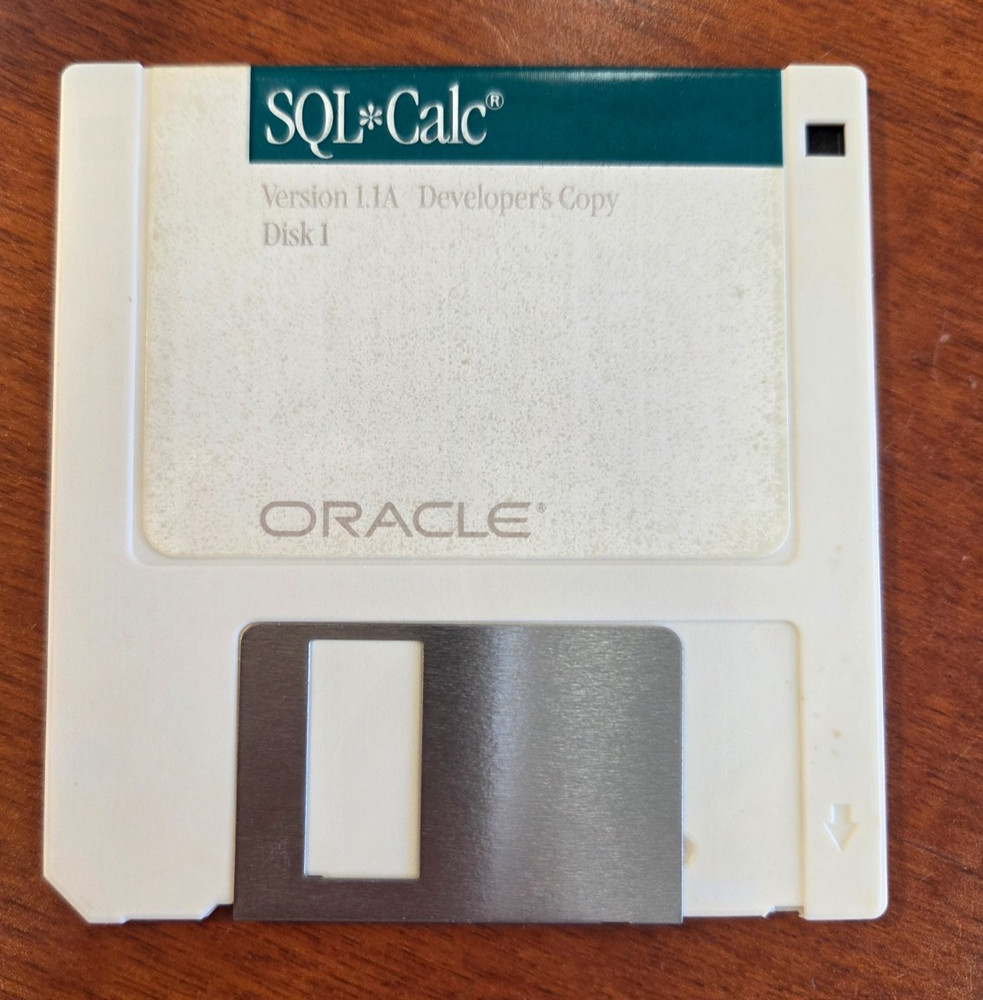 SQL*Calc®
Version 1.1A Developer's Copy
Disk 1
ORACLE®